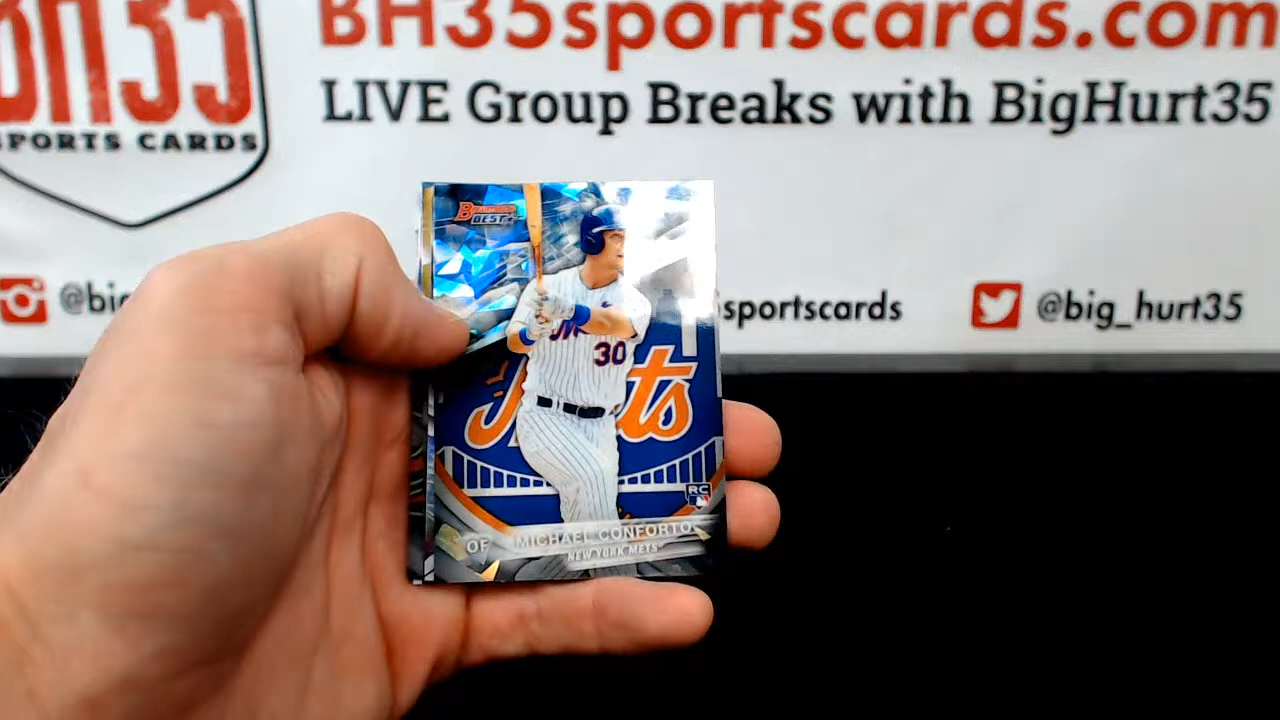 BH35sportscards.com
LIVE Group Breaks with BigHurt35
BH35
SPORTS CARDS
@big
sportscards
@big_hurt35
Bowman's
BEST
30
Mets
RC
OF MICHAEL CONFORTO
NEW YORK METS